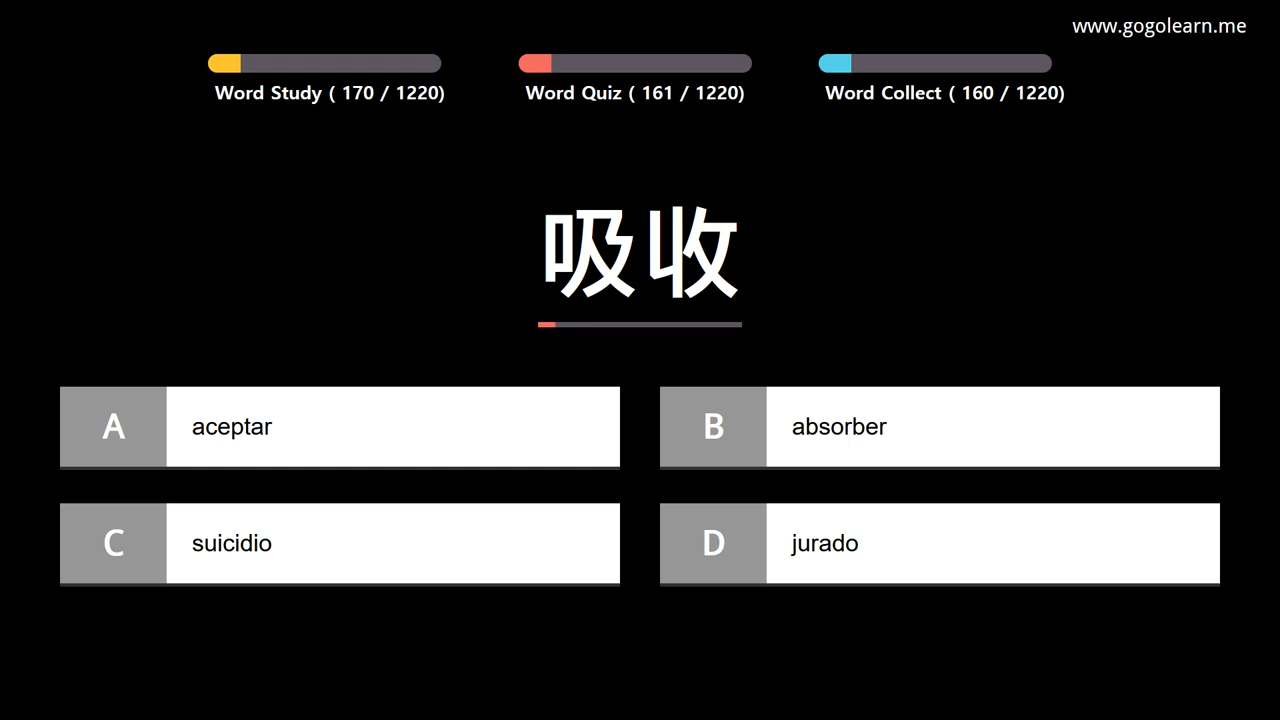 www.gogolearn.me
Word Study ( 170 / 1220)
Word Quiz ( 161 / 1220)
Word Collect ( 160 / 1220)
吸收
A aceptar
B absorber
C suicidio
D jurado